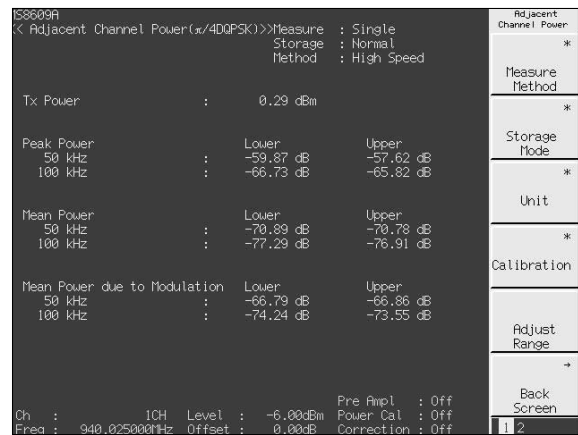 MS8609A
<< Adjacent Channel Power(π/4DQPSK)>>Measure : Single
Storage : Normal
Method : High Speed
Tx Power : 0.29 dBm
Peak Power Lower Upper
50 kHz : -59.87 dB -57.62 dB
100 kHz : -66.73 dB -65.82 dB
Mean Power Lower Upper
50 kHz : -70.89 dB -70.78 dB
100 kHz : -77.29 dB -76.91 dB
Mean Power due to Modulation Lower Upper
50 kHz : -66.79 dB -66.86 dB
100 kHz : -74.24 dB -73.55 dB
Pre Ampl : Off
Ch : 1CH Level : -6.00dBm Power Cal : Off
Freq : 940.025000MHz Offset : 0.00dB Correction : Off
Adjacent
Channel Power
*
Measure
Method
*
Storage
Mode
*
Unit
*
Calibration
Adjust
Range
→
Back
Screen
1 2